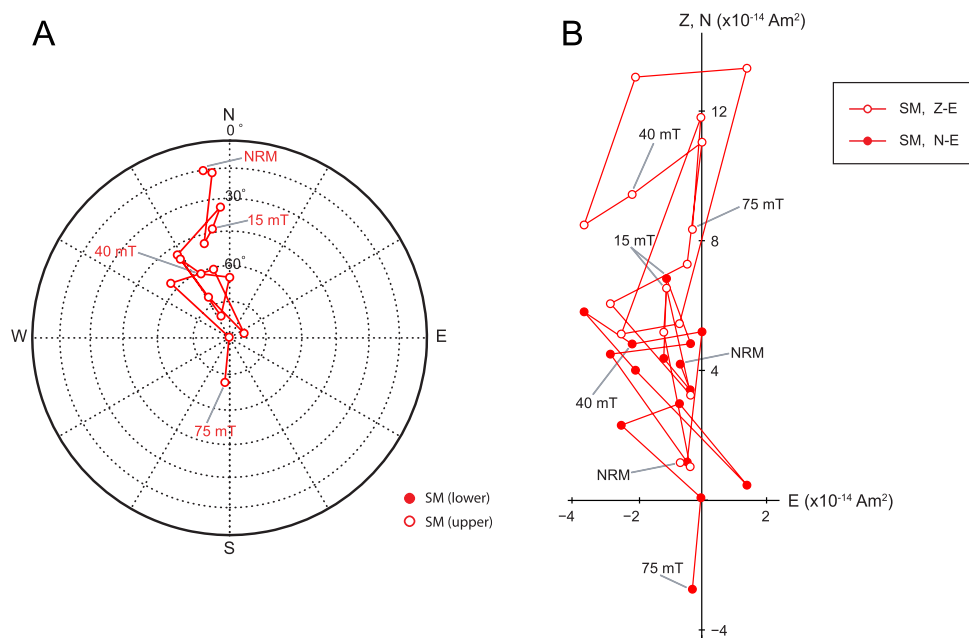 A
N
0°
NRM
30°
15 mT
40 mT
60°
W
E
75 mT
S
SM (lower)
SM (upper)
B
Z, N (x10⁻¹⁴ Am²)
SM, Z-E
SM, N-E
12
40 mT
75 mT
8
15 mT
NRM
4
40 mT
NRM
−4
−2
2
E (x10⁻¹⁴ Am²)
75 mT
−4